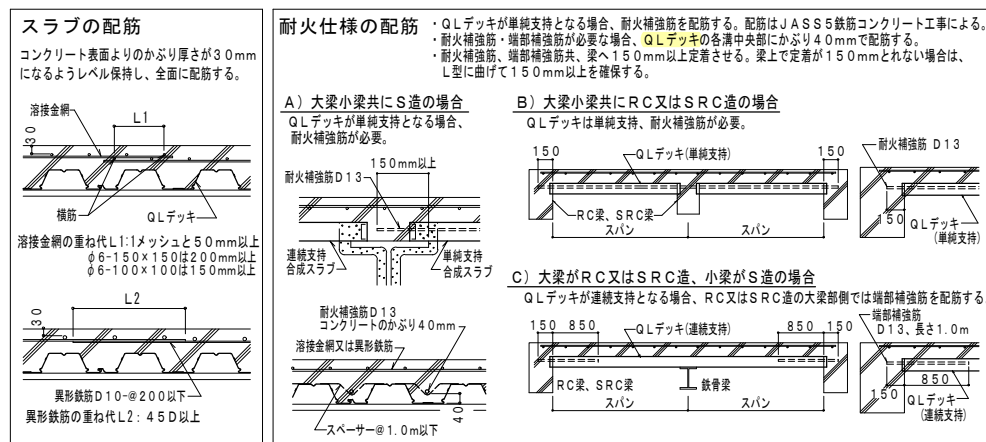 スラブの配筋
コンクリート表面よりのかぶり厚さが30mm
になるようレベル保持し、全面に配筋する。
溶接金網
L1
30
横筋
QLデッキ
溶接金網の重ね代L1:1メッシュと50mm以上
φ6-150×150は200mm以上
φ6-100×100は150mm以上
L2
30
異形鉄筋D10-@200以下
異形鉄筋の重ね代L2:45D以上
耐火仕様の配筋
・QLデッキが単純支持となる場合、耐火補強筋を配筋する。配筋はJASS5鉄筋コンクリート工事による。
・耐火補強筋・端部補強筋が必要な場合、QLデッキの各溝中央部にかぶり40mmで配筋する。
・耐火補強筋、端部補強筋共、梁へ150mm以上定着させる。梁上で定着が150mmとれない場合は、
L型に曲げて150mm以上を確保する。
A)大梁小梁共にS造の場合
QLデッキが単純支持となる場合、
耐火補強筋が必要。
150mm以上
耐火補強筋D13
連続支持
合成スラブ
単純支持
合成スラブ
耐火補強筋D13
コンクリートのかぶり40mm
溶接金網又は異形鉄筋
40
スペーサー@1.0m以下
B)大梁小梁共にRC又はSRC造の場合
QLデッキは単純支持、耐火補強筋が必要。
150
QLデッキ(単純支持)
150
RC梁、SRC梁
スパン
スパン
耐火補強筋 D13
150
QLデッキ
(単純支持)
C)大梁がRC又はSRC造、小梁がS造の場合
QLデッキが連続支持となる場合、RC又はSRC造の大梁部側では端部補強筋を配筋する。
150
850
QLデッキ(連続支持)
850
150
RC梁、SRC梁
鉄骨梁
スパン
スパン
端部補強筋
D13、長さ1.0m
150
850
QLデッキ
(連続支持)